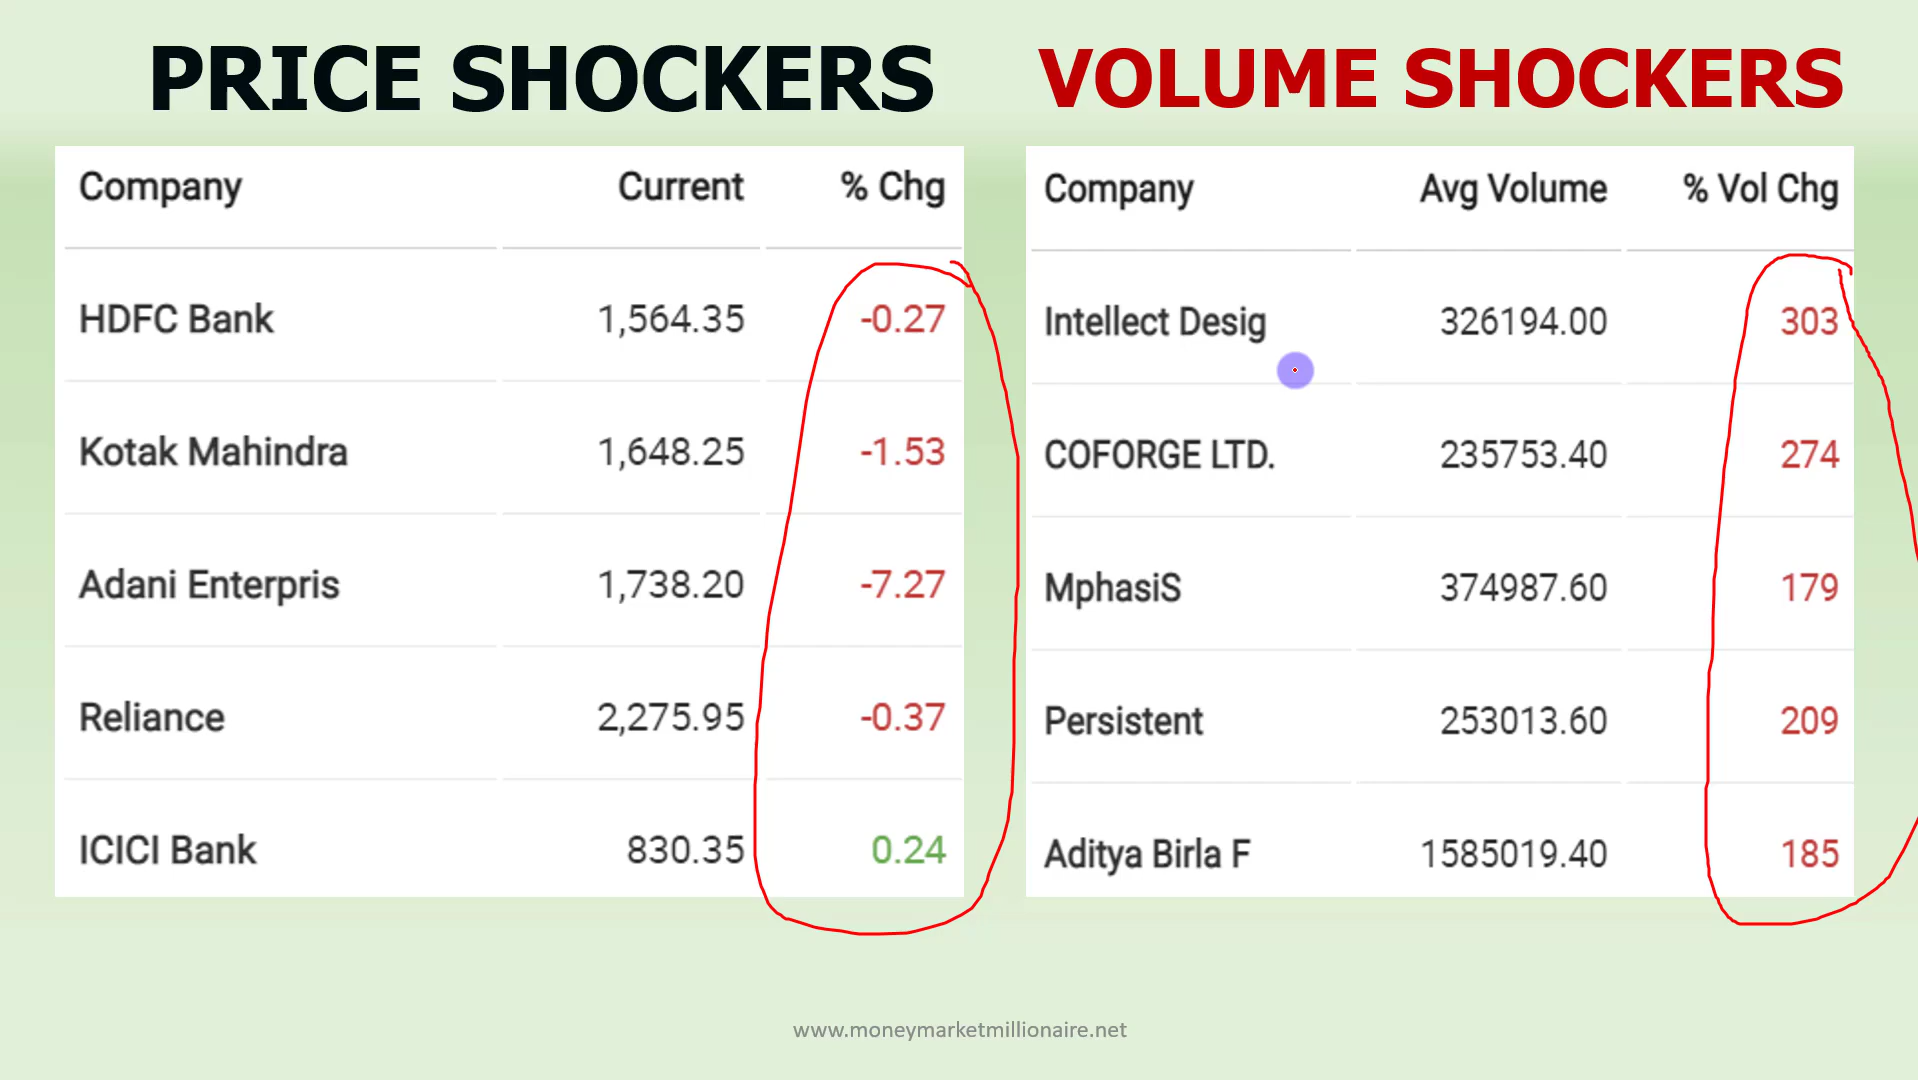 PRICE SHOCKERS
Company Current % Chg
HDFC Bank 1,564.35 -0.27
Kotak Mahindra 1,648.25 -1.53
Adani Enterpris 1,738.20 -7.27
Reliance 2,275.95 -0.37
ICICI Bank 830.35 0.24
VOLUME SHOCKERS
Company Avg Volume % Vol Chg
Intellect Desig 326194.00 303
COFORGE LTD. 235753.40 274
MphasiS 374987.60 179
Persistent 253013.60 209
Aditya Birla F 1585019.40 185
www.moneymarketmillionaire.net